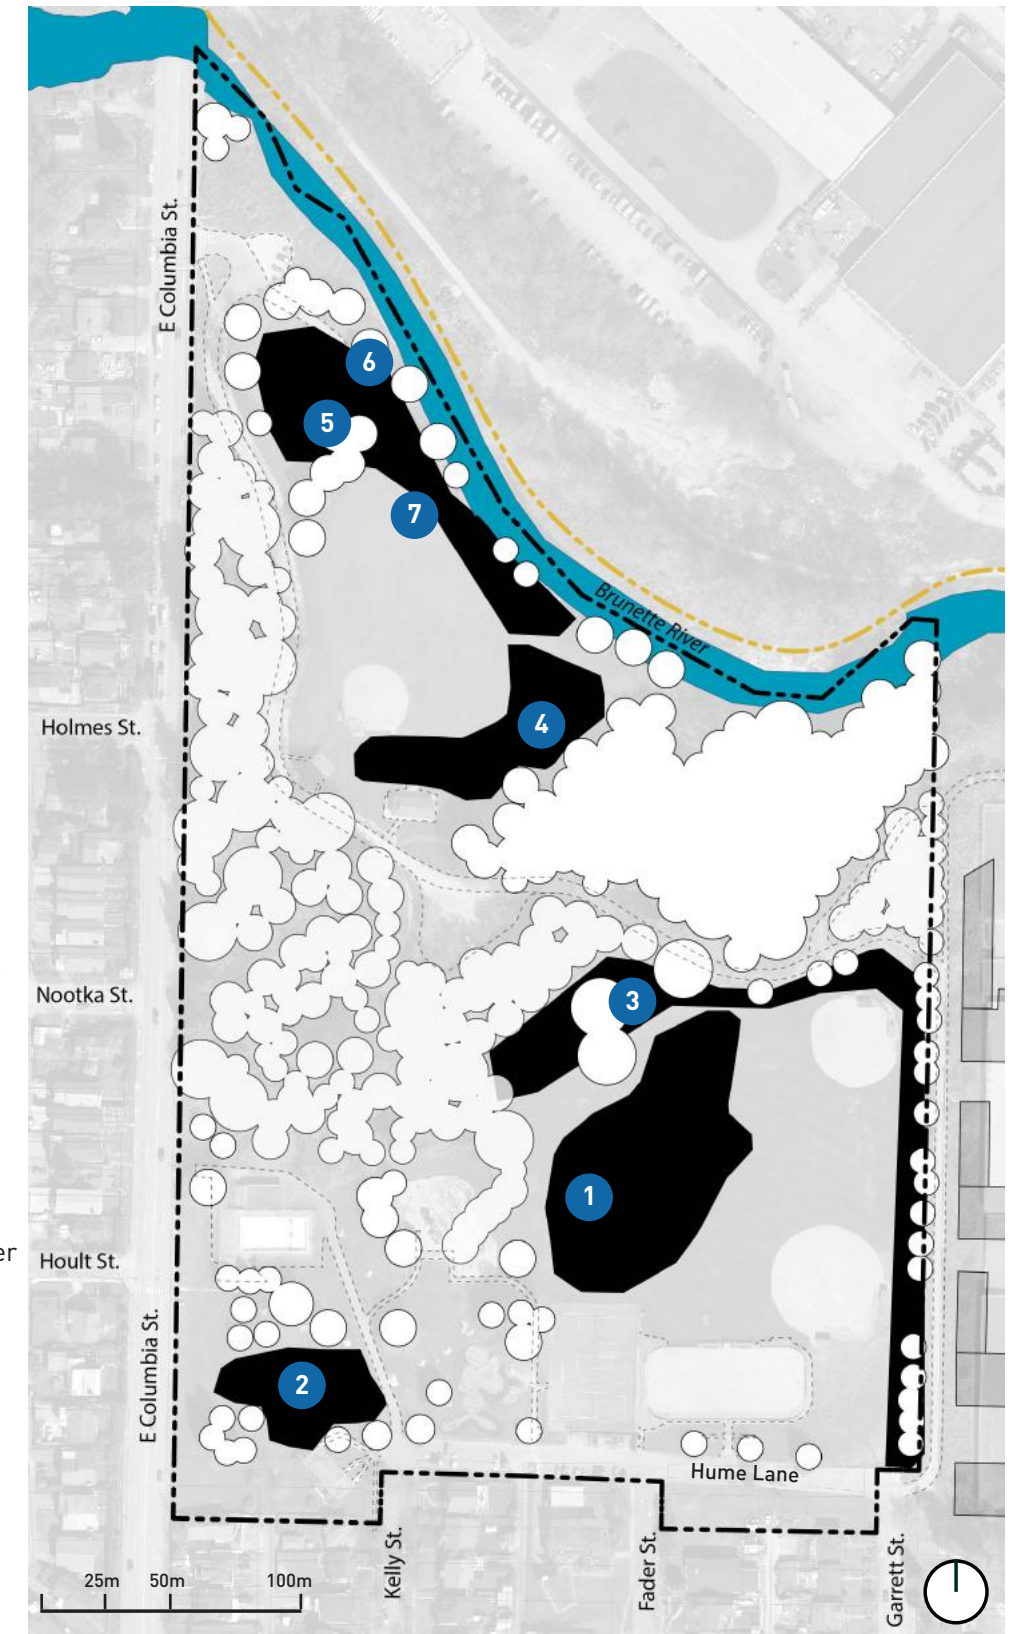 E Columbia St.
6
5
7
Brunette River
Holmes St.
4
Nootka St.
3
1
er
Hoult St.
E Columbia St.
2
Hume Lane
Kelly St.
Fader St.
Garrett St.
25m 50m 100m